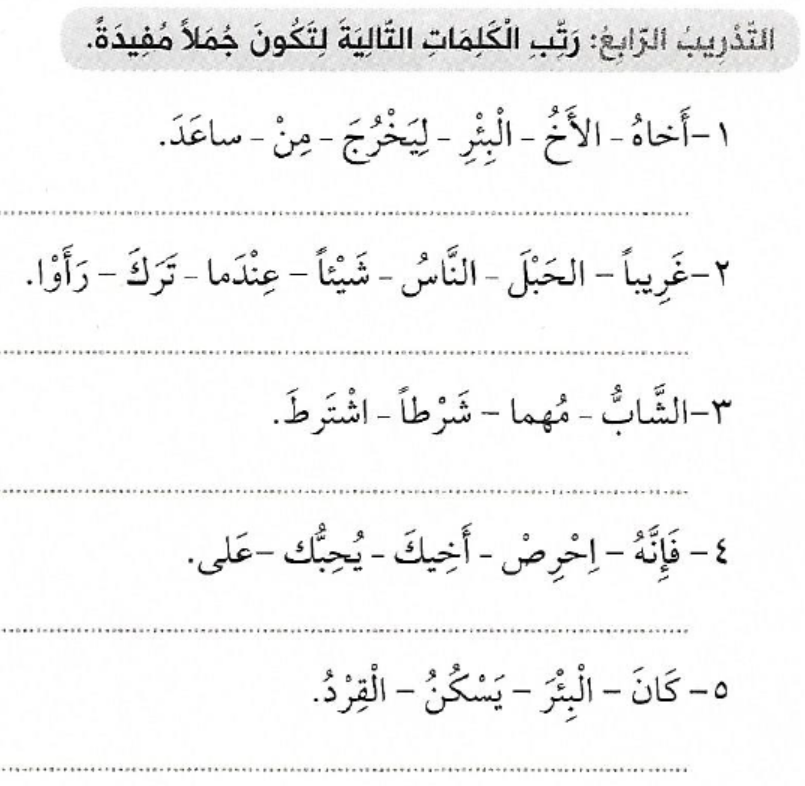 التَّدْرِيبُ الرَّابِعُ: رَتِّبِ الْكَلِمَاتِ التَّالِيَةَ لِتَكُونَ جُمَلاً مُفِيدَةً.
١-أَخاهُ - الأَخُ - الْبِئْرِ - لِيَخْرُجَ - مِنْ - ساعَدَ.
٢-غَرِيباً - الحَبْلَ - النَّاسُ - شَيْئاً - عِنْدَما - تَرَكَ - رَأَوْا.
٣-الشَّابُّ - مُهما - شَرْطاً - اشْتَرطَ.
٤- فَإِنَّهُ - اِحْرِصْ - أَخِيكَ - يُحِبُّك -عَلى.
٥- كَانَ - الْبِئْرَ - يَسْكُنُ - الْقِرْدُ.